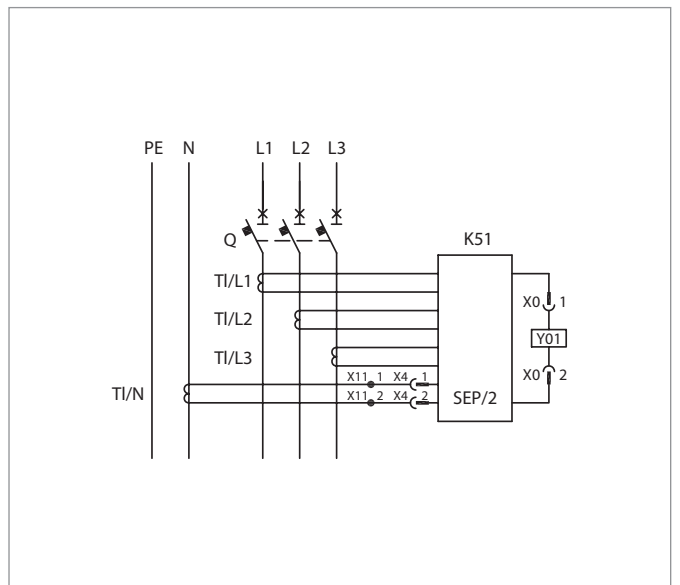 PE N L1 L2 L3
Q
K51
TI/L1
X0 1
TI/L2
Y01
TI/L3
X0 2
X11 1 X4 1
TI/N
X11 2 X4 2
SEP/2